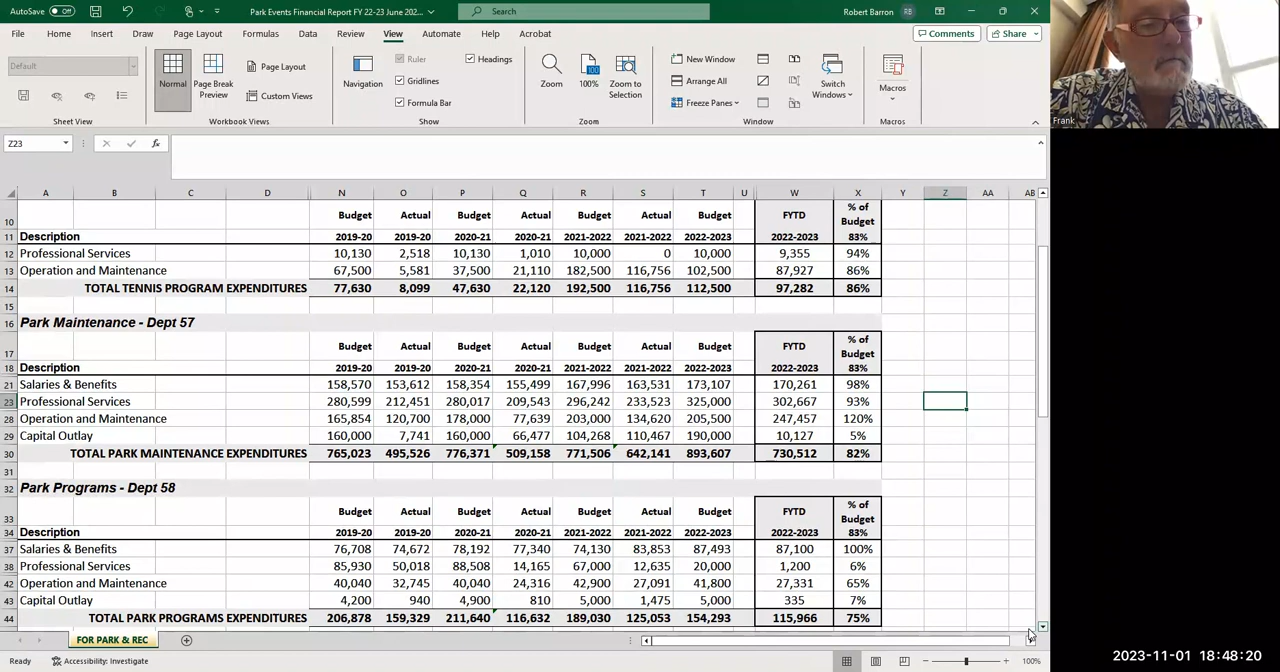 AutoSave Off Park Events Financial Report FY 22-23 June 202... Search Robert Barron RB
File Home Insert Draw Page Layout Formulas Data Review View Automate Help Acrobat Comments Share
Default Normal Page Break Preview Page Layout Custom Views Navigation Ruler Gridlines Formula Bar Headings Zoom 100% Zoom to Selection New Window Arrange All Freeze Panes Switch Windows Macros
Sheet View Workbook Views Show Zoom Window Macros
Frank
Z23 fx
A B C D N O P Q R S T U W X Y Z AA AB
10 Budget Actual Budget Actual Budget Actual Budget FYTD % of Budget
11 Description 2019-20 2019-20 2020-21 2020-21 2021-2022 2021-2022 2022-2023 2022-2023 83%
12 Professional Services 10,130 2,518 10,130 1,010 10,000 0 10,000 9,355 94%
13 Operation and Maintenance 67,500 5,581 37,500 21,110 182,500 116,756 102,500 87,927 86%
14 TOTAL TENNIS PROGRAM EXPENDITURES 77,630 8,099 47,630 22,120 192,500 116,756 112,500 97,282 86%
15
16 Park Maintenance - Dept 57
17 Budget Actual Budget Actual Budget Actual Budget FYTD % of Budget
18 Description 2019-20 2019-20 2020-21 2020-21 2021-2022 2021-2022 2022-2023 2022-2023 83%
21 Salaries & Benefits 158,570 153,612 158,354 155,499 167,996 163,531 173,107 170,261 98%
23 Professional Services 280,599 212,451 280,017 209,543 296,242 233,523 325,000 302,667 93%
28 Operation and Maintenance 165,854 120,700 178,000 77,639 203,000 134,620 205,500 247,457 120%
29 Capital Outlay 160,000 7,741 160,000 66,477 104,268 110,467 190,000 10,127 5%
30 TOTAL PARK MAINTENANCE EXPENDITURES 765,023 495,526 776,371 509,158 771,506 642,141 893,607 730,512 82%
31
32 Park Programs - Dept 58
33 Budget Actual Budget Actual Budget Actual Budget FYTD % of Budget
34 Description 2019-20 2019-20 2020-21 2020-21 2021-2022 2021-2022 2022-2023 2022-2023 83%
37 Salaries & Benefits 76,708 74,672 78,192 77,340 74,130 83,853 87,493 87,100 100%
38 Professional Services 85,930 50,018 88,508 14,165 67,000 12,635 20,000 1,200 6%
42 Operation and Maintenance 40,040 32,745 40,040 24,316 42,900 27,091 41,800 27,331 65%
43 Capital Outlay 4,200 940 4,900 810 5,000 1,475 5,000 335 7%
44 TOTAL PARK PROGRAMS EXPENDITURES 206,878 159,329 211,640 116,632 189,030 125,053 154,293 115,966 75%
FOR PARK & REC
Ready Accessibility: Investigate 100%
2023-11-01 18:48:20